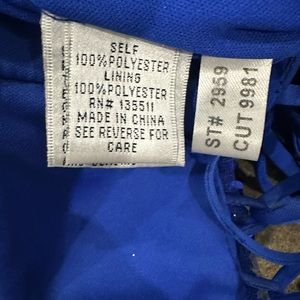 SELF
100%POLYESTER
LINING
100%POLYESTER
RN# 135511
MADE IN CHINA
SEE REVERSE FOR
CARE
ST# 2959
CUT 9981